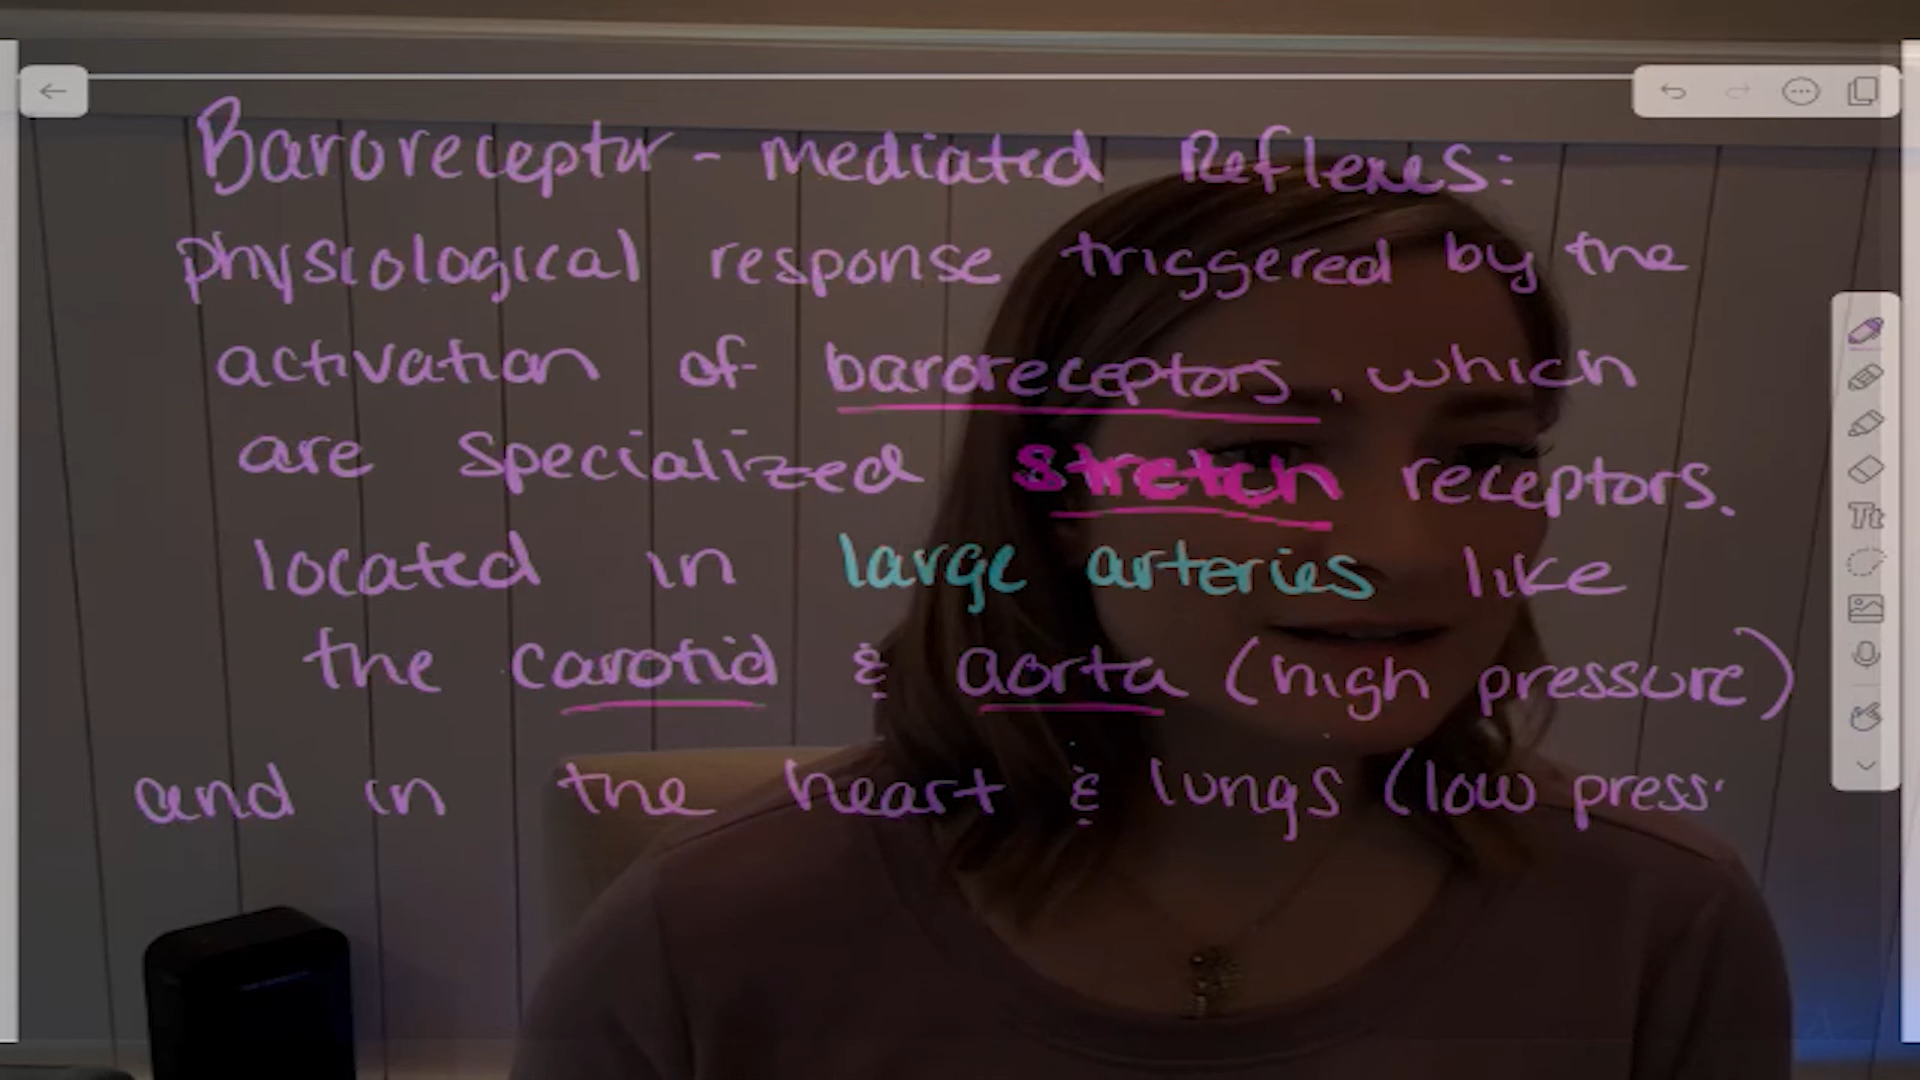 Baroreceptor - mediated Reflexes:
physiological response triggered by the
activation of baroreceptors, which
are specialized stretch receptors.
located in large arteries like
the carotid & aorta (high pressure)
and in the heart & lungs (low press
Tt